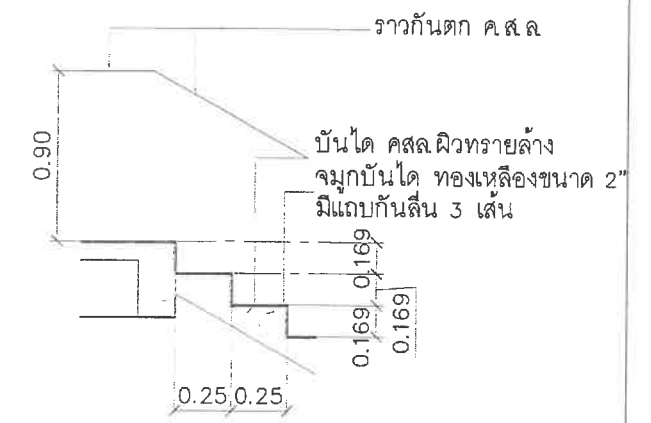 ราวกันตก ค.ส.ล.
0.90
บันได คสล.ผิวทรายล้าง
จมูกบันได ทองเหลืองขนาด 2"
มีแถบกันลื่น 3 เส้น
0.169
0.169
0.169
0.25 0.25